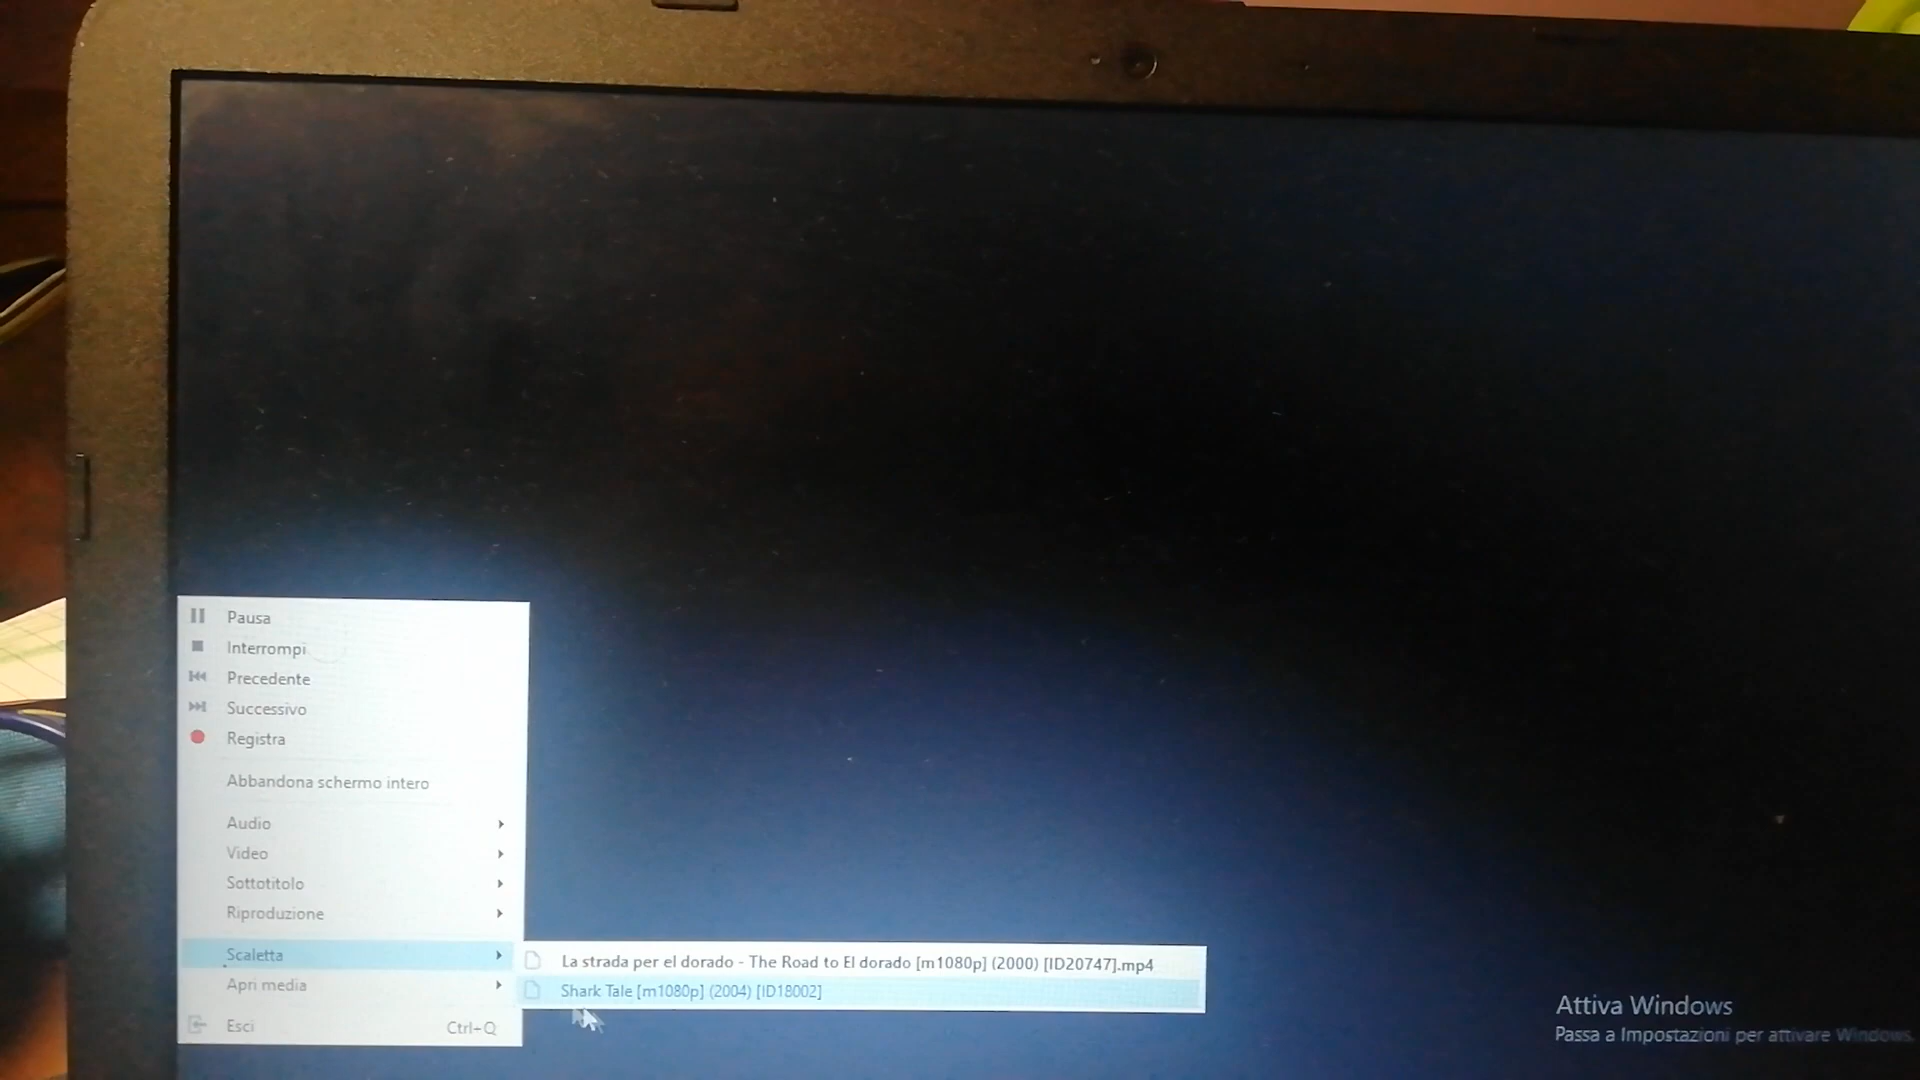 Pausa
Interrompi
Precedente
Successivo
Registra
Abbandona schermo intero
Audio
Video
Sottotitolo
Riproduzione
Scaletta
La strada per el dorado - The Road to El dorado [m1080p] (2000) [ID20747].mp4
Shark Tale [m1080p] (2004) [ID18002]
Apri media
Esci Ctrl+Q
Attiva Windows
Passa a Impostazioni per attivare Windows.